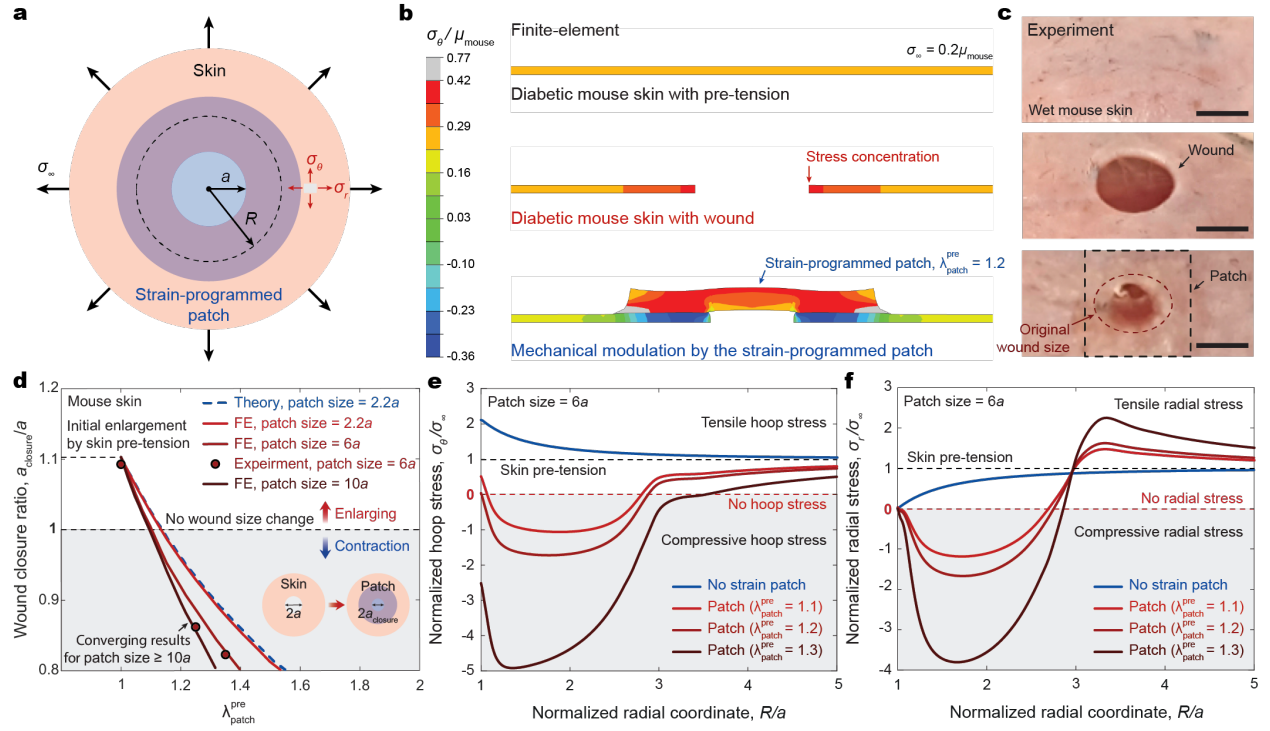 a
Skin
σ∞
a
R
σθ
σr
Strain-programmed
patch
b
σθ / μmouse
0.77
0.42
0.29
0.16
0.03
-0.10
-0.23
-0.36
Finite-element
σ∞ = 0.2μmouse
Diabetic mouse skin with pre-tension
Stress concentration
Diabetic mouse skin with wound
Strain-programmed patch, λpre patch = 1.2
Mechanical modulation by the strain-programmed patch
c
Experiment
Wet mouse skin
Wound
Patch
Original
wound size
d
Wound closure ratio, aclosure/a
1.2
1.1
1
0.9
0.8
Mouse skin
Initial enlargement
by skin pre-tension
Theory, patch size = 2.2a
FE, patch size = 2.2a
FE, patch size = 6a
Expeirment, patch size = 6a
FE, patch size = 10a
No wound size change
Enlarging
Contraction
Skin
2a
Patch
2aclosure
Converging results
for patch size ≥ 10a
1
1.2
1.4
1.6
1.8
2
λpre patch
e
Normalized hoop stress, σθ/σ∞
3
2
1
0
-1
-2
-3
-4
-5
Patch size = 6a
Tensile hoop stress
Skin pre-tension
No hoop stress
Compressive hoop stress
No strain patch
Patch (λpre patch = 1.1)
Patch (λpre patch = 1.2)
Patch (λpre patch = 1.3)
1
2
3
4
5
Normalized radial coordinate, R/a
f
Normalized radial stress, σr/σ∞
3
2
1
0
-1
-2
-3
-4
Patch size = 6a
Tensile radial stress
Skin pre-tension
No radial stress
Compressive radial stress
No strain patch
Patch (λpre patch = 1.1)
Patch (λpre patch = 1.2)
Patch (λpre patch = 1.3)
1
2
3
4
5
Normalized radial coordinate, R/a